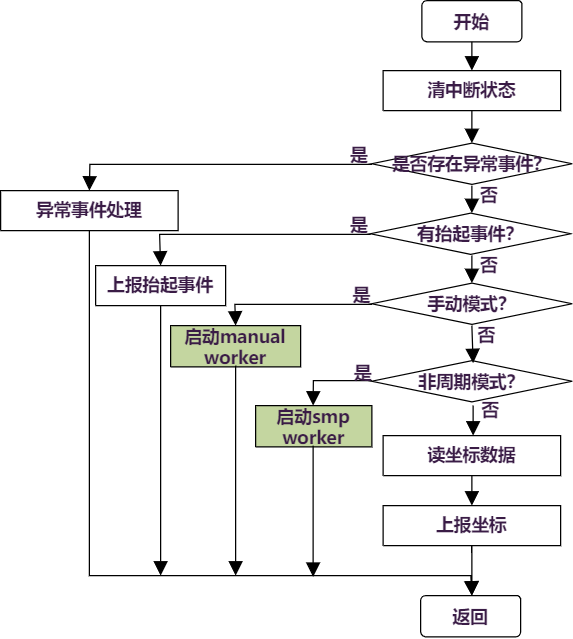 开始
清中断状态
是
是否存在异常事件?
否
异常事件处理
是
有抬起事件?
否
上报抬起事件
是
手动模式?
否
启动manual
worker
是
非周期模式?
否
启动smp
worker
读坐标数据
上报坐标
返回